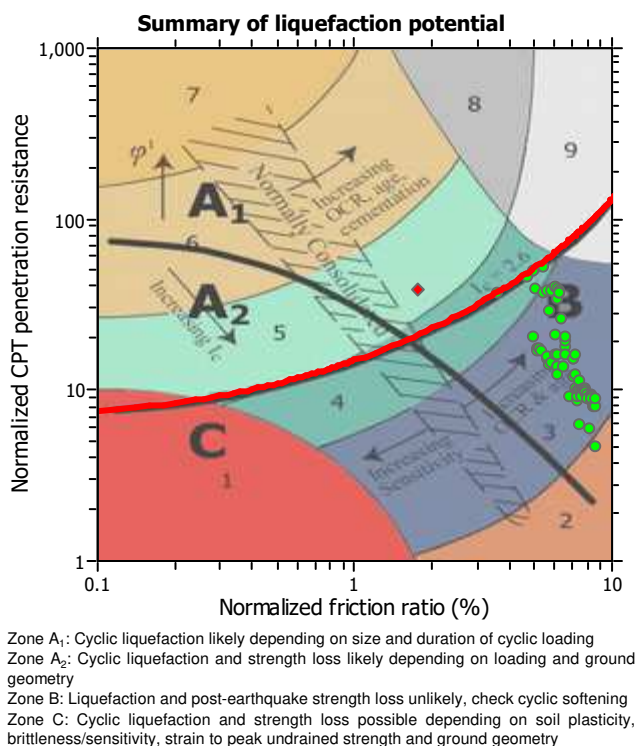 Summary of liquefaction potential
Normalized CPT penetration resistance
1,000
100
10
1
7
8
9
φ'
A1
6
A2
5
4
C
1
B
3
2
Normally Consolidated
Increasing
OCR, age,
cementation
Increasing Ic
Ic = 2.6
Increasing
OCR &
Increasing
Sensitivity
0.1
1
10
Normalized friction ratio (%)
Zone A1: Cyclic liquefaction likely depending on size and duration of cyclic loading
Zone A2: Cyclic liquefaction and strength loss likely depending on loading and ground
geometry
Zone B: Liquefaction and post-earthquake strength loss unlikely, check cyclic softening
Zone C: Cyclic liquefaction and strength loss possible depending on soil plasticity,
brittleness/sensitivity, strain to peak undrained strength and ground geometry